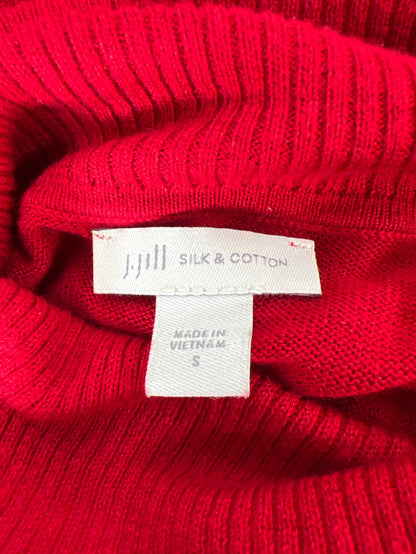 j.jill SILK & COTTON
MADE IN
VIETNAM
S